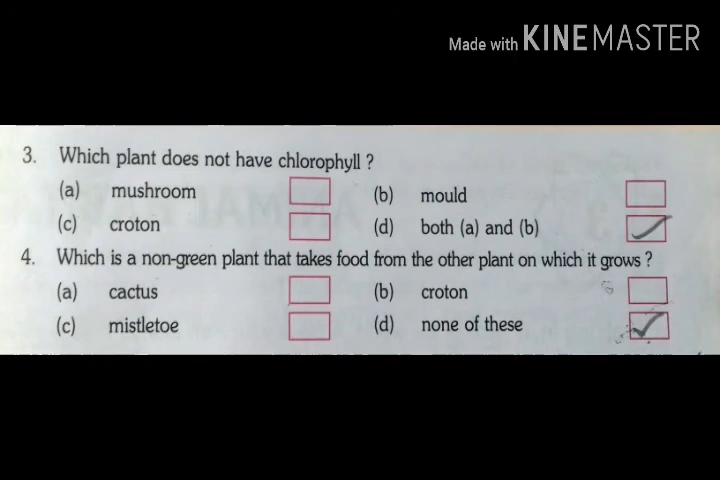 Made with KINEMASTER
3. Which plant does not have chlorophyll ?
(a) mushroom (b) mould
(c) croton (d) both (a) and (b)
4. Which is a non-green plant that takes food from the other plant on which it grows ?
(a) cactus (b) croton
(c) mistletoe (d) none of these